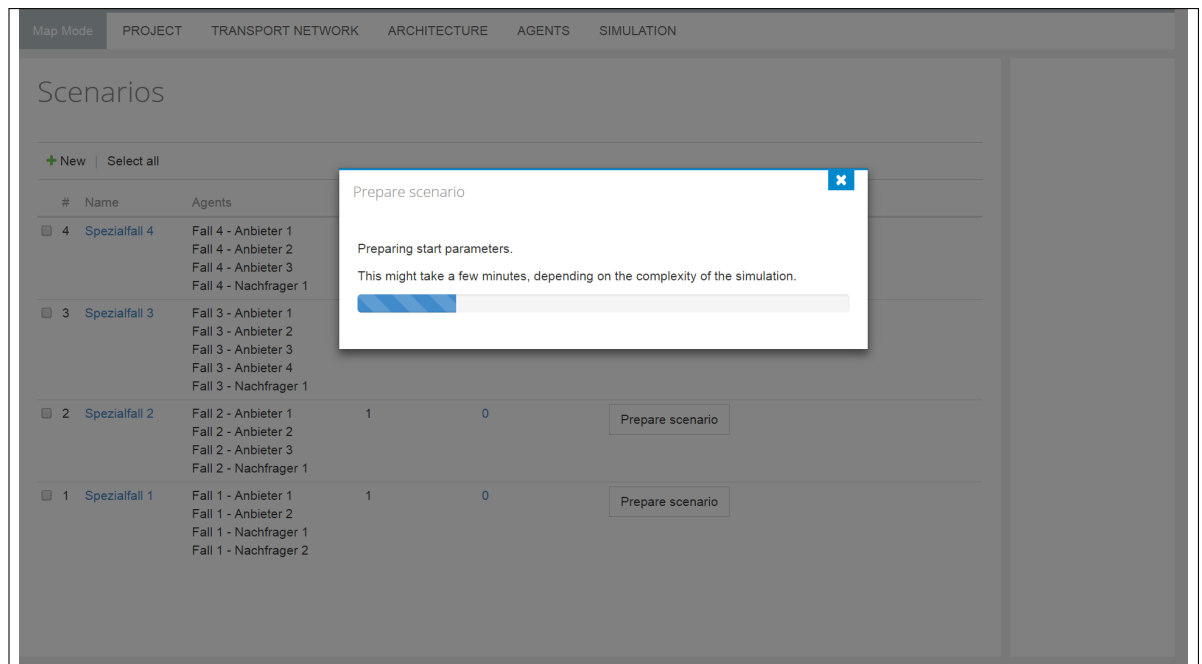 Map Mode PROJECT TRANSPORT NETWORK ARCHITECTURE AGENTS SIMULATION
Scenarios
New | Select all
Prepare scenario
# Name Agents
Preparing start parameters.
This might take a few minutes, depending on the complexity of the simulation.
4 Spezialfall 4 Fall 4 - Anbieter 1
Fall 4 - Anbieter 2
Fall 4 - Anbieter 3
Fall 4 - Nachfrager 1
3 Spezialfall 3 Fall 3 - Anbieter 1
Fall 3 - Anbieter 2
Fall 3 - Anbieter 3
Fall 3 - Anbieter 4
Fall 3 - Nachfrager 1
2 Spezialfall 2 Fall 2 - Anbieter 1 1 0 Prepare scenario
Fall 2 - Anbieter 2
Fall 2 - Anbieter 3
Fall 2 - Nachfrager 1
1 Spezialfall 1 Fall 1 - Anbieter 1 1 0 Prepare scenario
Fall 1 - Anbieter 2
Fall 1 - Nachfrager 1
Fall 1 - Nachfrager 2